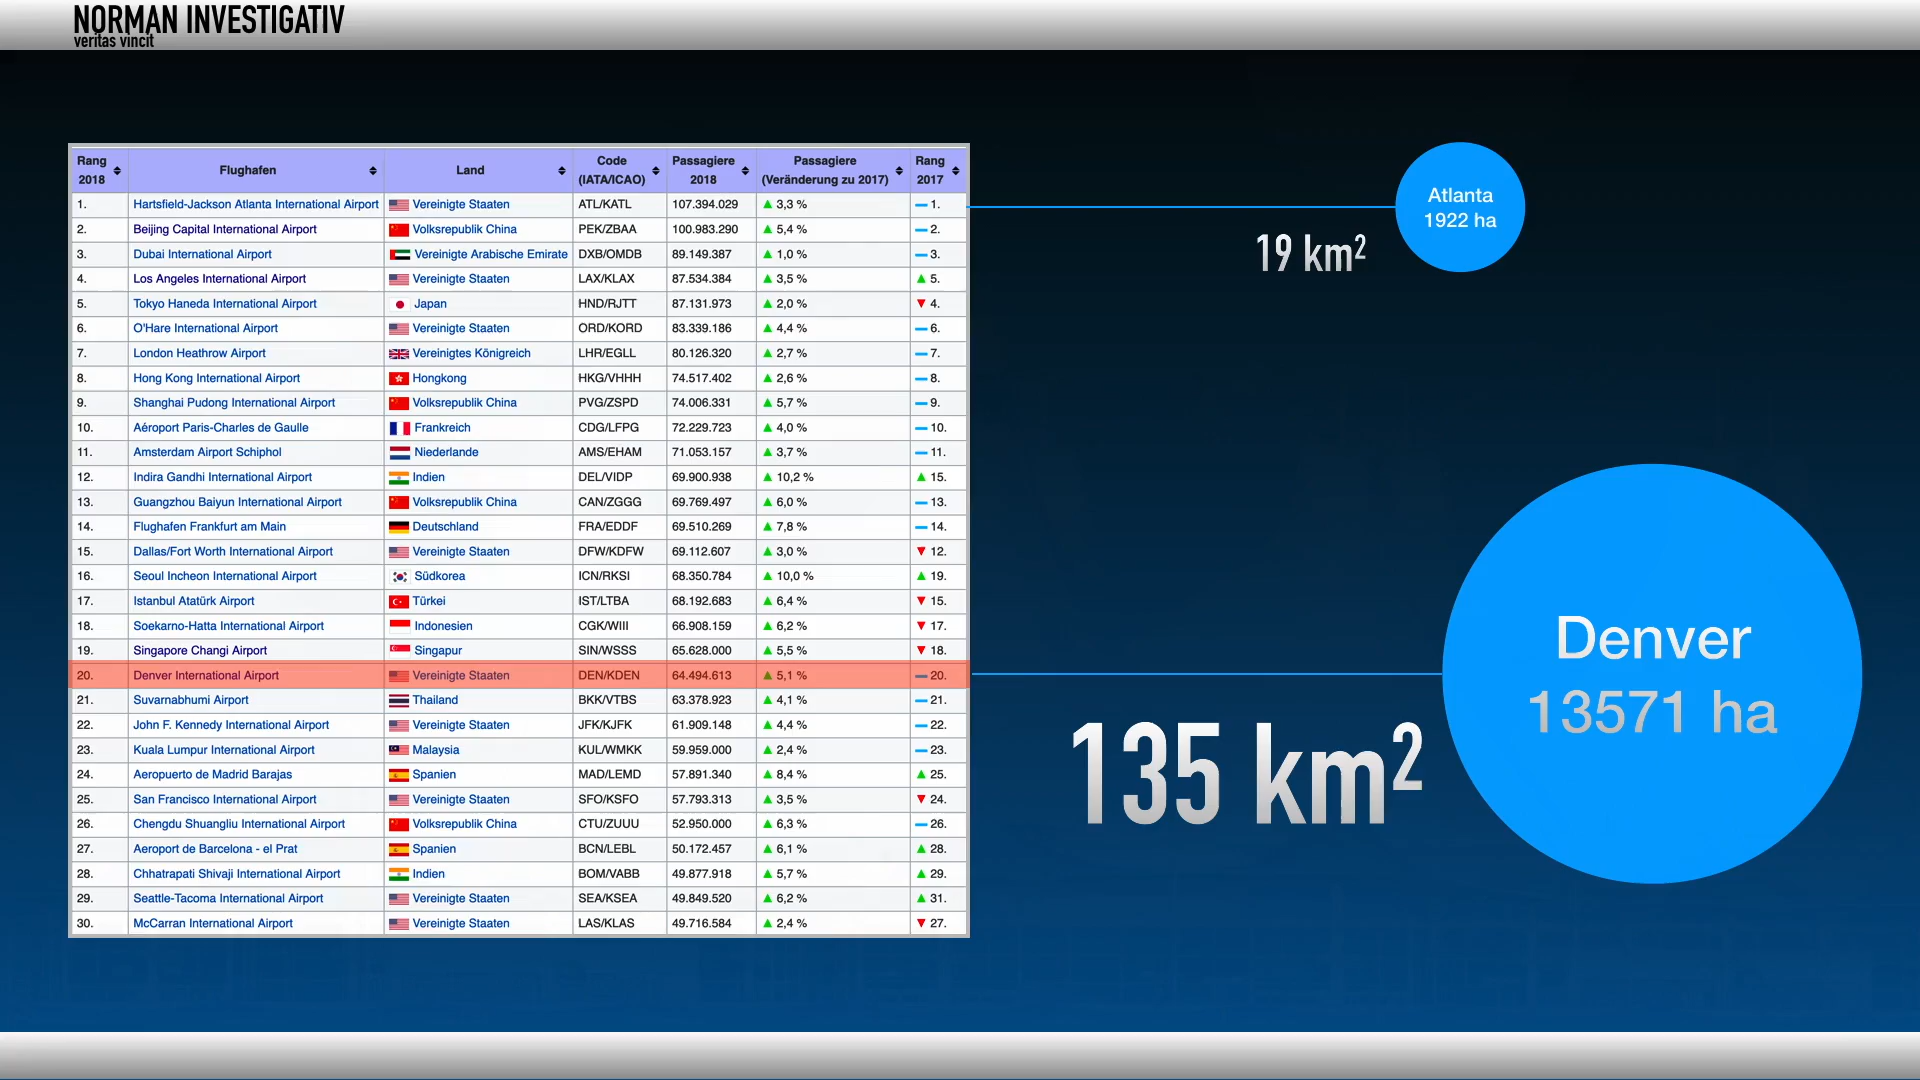 NORMAN INVESTIGATIV
veritas vincit
Rang 2018 Flughafen Land Code (IATA/ICAO) Passagiere 2018 Passagiere (Veränderung zu 2017) Rang 2017
1. Hartsfield-Jackson Atlanta International Airport Vereinigte Staaten ATL/KATL 107.394.029 3,3 % 1.
2. Beijing Capital International Airport Volksrepublik China PEK/ZBAA 100.983.290 5,4 % 2.
3. Dubai International Airport Vereinigte Arabische Emirate DXB/OMDB 89.149.387 1,0 % 3.
4. Los Angeles International Airport Vereinigte Staaten LAX/KLAX 87.534.384 3,5 % 5.
5. Tokyo Haneda International Airport Japan HND/RJTT 87.131.973 2,0 % 4.
6. O'Hare International Airport Vereinigte Staaten ORD/KORD 83.339.186 4,4 % 6.
7. London Heathrow Airport Vereinigtes Königreich LHR/EGLL 80.126.320 2,7 % 7.
8. Hong Kong International Airport Hongkong HKG/VHHH 74.517.402 2,6 % 8.
9. Shanghai Pudong International Airport Volksrepublik China PVG/ZSPD 74.006.331 5,7 % 9.
10. Aéroport Paris-Charles de Gaulle Frankreich CDG/LFPG 72.229.723 4,0 % 10.
11. Amsterdam Airport Schiphol Niederlande AMS/EHAM 71.053.157 3,7 % 11.
12. Indira Gandhi International Airport Indien DEL/VIDP 69.900.938 10,2 % 15.
13. Guangzhou Baiyun International Airport Volksrepublik China CAN/ZGGG 69.769.497 6,0 % 13.
14. Flughafen Frankfurt am Main Deutschland FRA/EDDF 69.510.269 7,8 % 14.
15. Dallas/Fort Worth International Airport Vereinigte Staaten DFW/KDFW 69.112.607 3,0 % 12.
16. Seoul Incheon International Airport Südkorea ICN/RKSI 68.350.784 10,0 % 19.
17. Istanbul Atatürk Airport Türkei IST/LTBA 68.192.683 6,4 % 15.
18. Soekarno-Hatta International Airport Indonesien CGK/WIII 66.908.159 6,2 % 17.
19. Singapore Changi Airport Singapur SIN/WSSS 65.628.000 5,5 % 18.
20. Denver International Airport Vereinigte Staaten DEN/KDEN 64.494.613 5,1 % 20.
21. Suvarnabhumi Airport Thailand BKK/VTBS 63.378.923 4,1 % 21.
22. John F. Kennedy International Airport Vereinigte Staaten JFK/KJFK 61.909.148 4,4 % 22.
23. Kuala Lumpur International Airport Malaysia KUL/WMKK 59.959.000 2,4 % 23.
24. Aeropuerto de Madrid Barajas Spanien MAD/LEMD 57.891.340 8,4 % 25.
25. San Francisco International Airport Vereinigte Staaten SFO/KSFO 57.793.313 3,5 % 24.
26. Chengdu Shuangliu International Airport Volksrepublik China CTU/ZUUU 52.950.000 6,3 % 26.
27. Aeroport de Barcelona - el Prat Spanien BCN/LEBL 50.172.457 6,1 % 28.
28. Chhatrapati Shivaji International Airport Indien BOM/VABB 49.877.918 5,7 % 29.
29. Seattle-Tacoma International Airport Vereinigte Staaten SEA/KSEA 49.849.520 6,2 % 31.
30. McCarran International Airport Vereinigte Staaten LAS/KLAS 49.716.584 2,4 % 27.
Atlanta
1922 ha
19 km²
Denver
13571 ha
135 km²